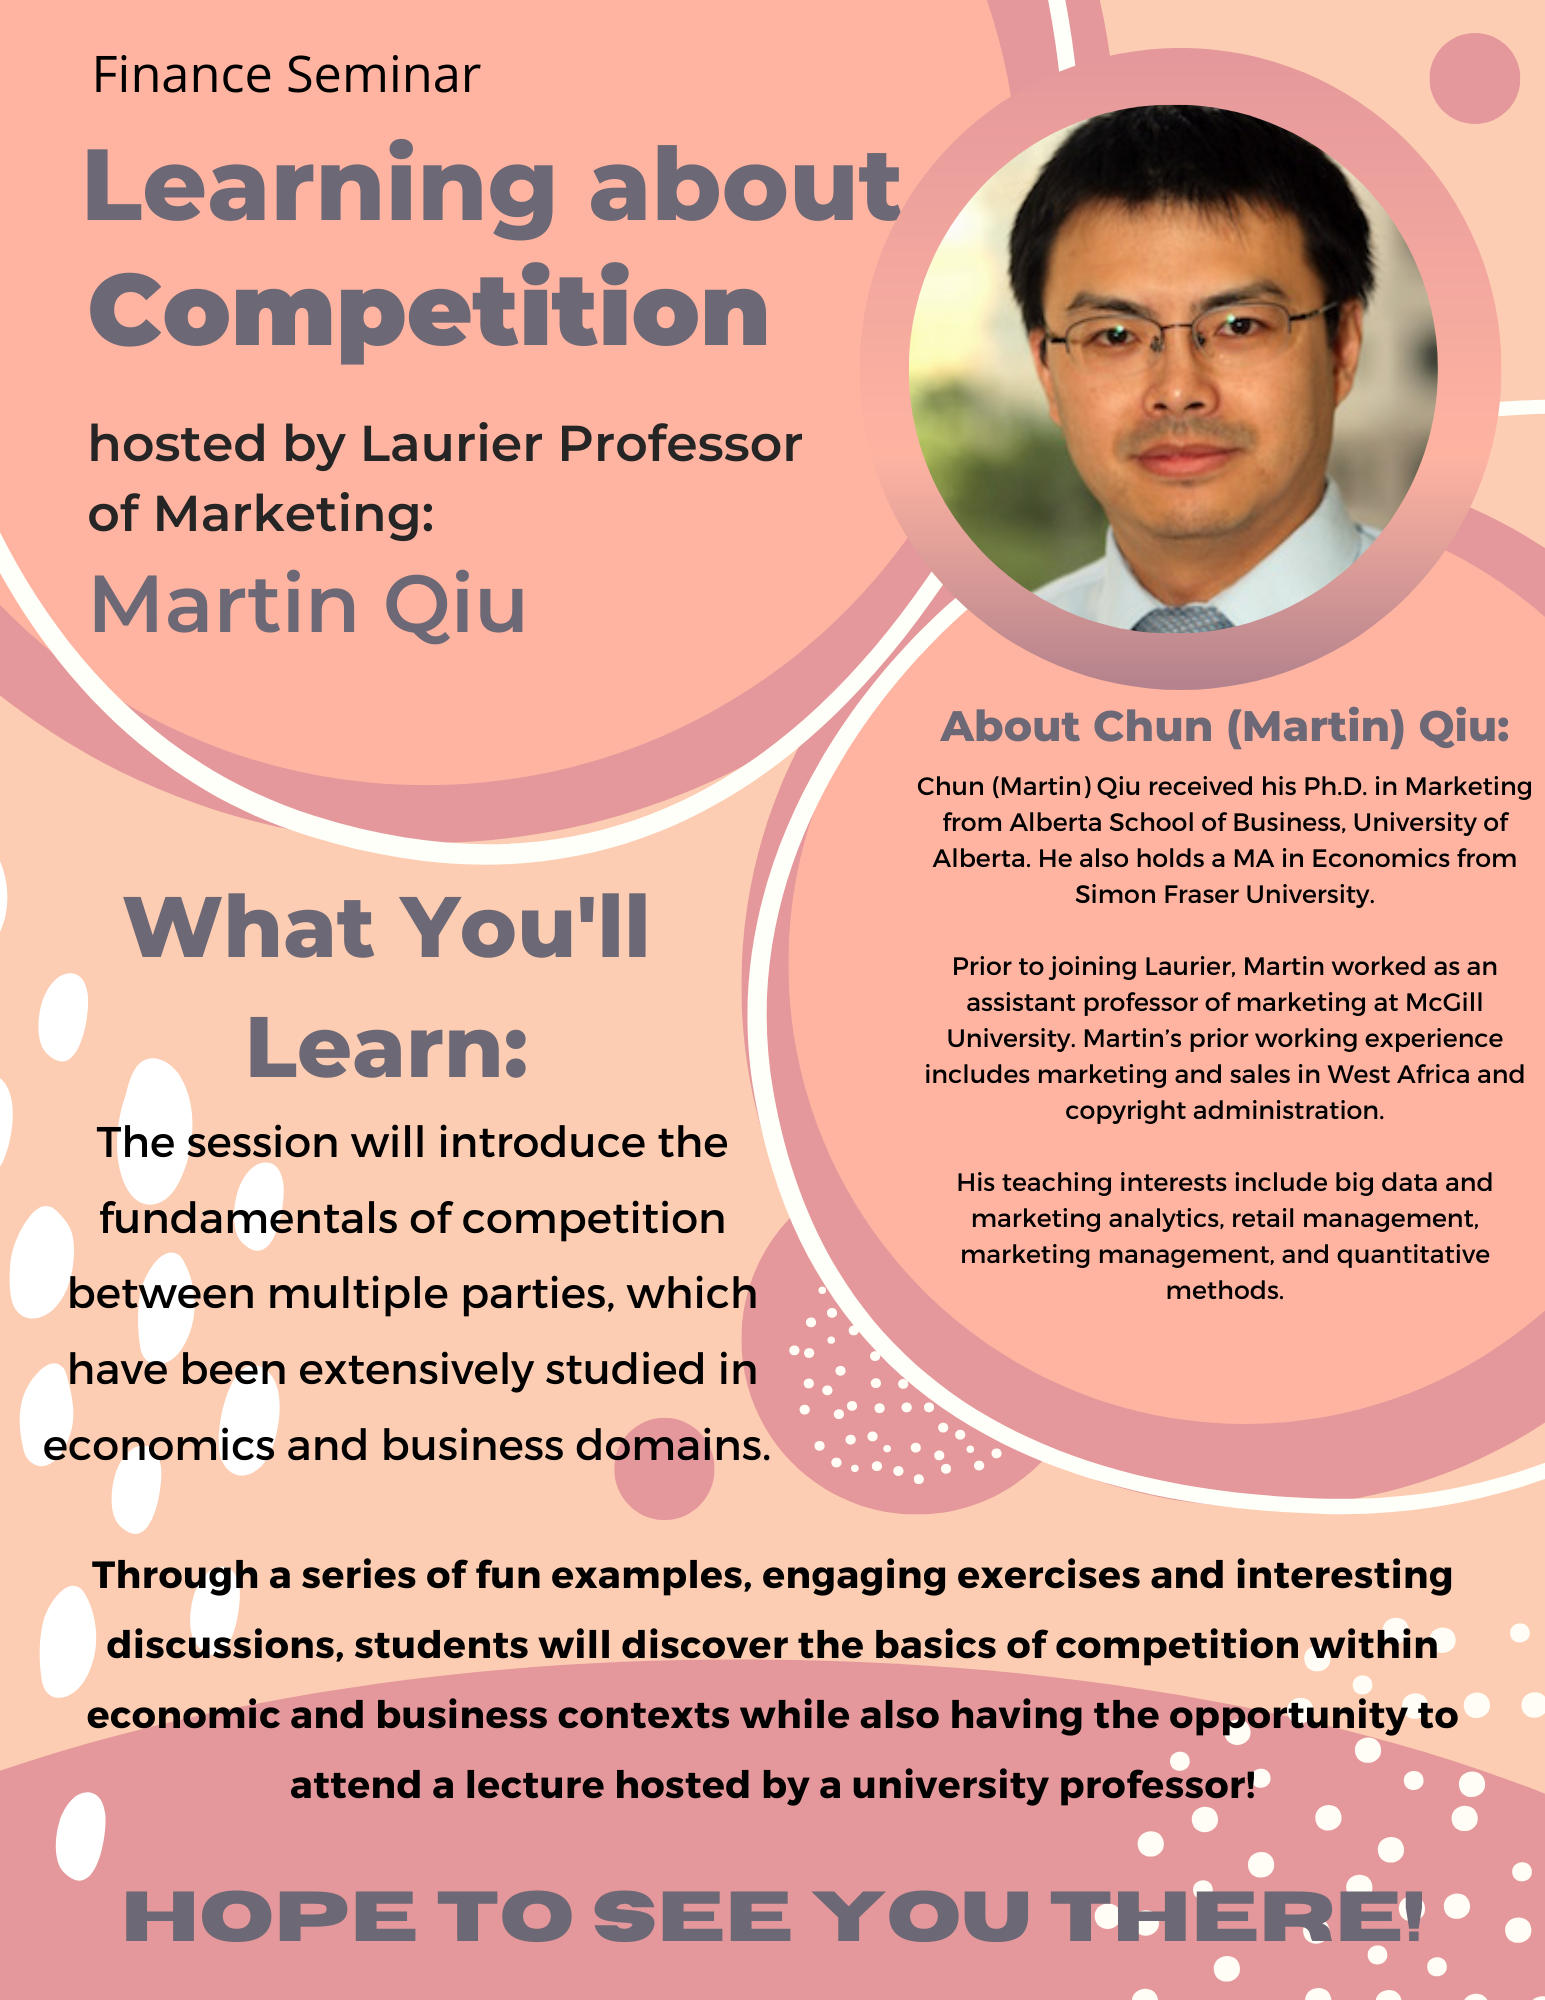 Finance Seminar
Learning about
Competition
hosted by Laurier Professor
of Marketing:
Martin Qiu
About Chun (Martin) Qiu:
Chun (Martin) Qiu received his Ph.D. in Marketing
from Alberta School of Business, University of
Alberta. He also holds a MA in Economics from
Simon Fraser University.
Prior to joining Laurier, Martin worked as an
assistant professor of marketing at McGill
University. Martin’s prior working experience
includes marketing and sales in West Africa and
copyright administration.
His teaching interests include big data and
marketing analytics, retail management,
marketing management, and quantitative
methods.
What You'll
Learn:
The session will introduce the
fundamentals of competition
between multiple parties, which
have been extensively studied in
economics and business domains.
Through a series of fun examples, engaging exercises and interesting
discussions, students will discover the basics of competition within
economic and business contexts while also having the opportunity to
attend a lecture hosted by a university professor!
HOPE TO SEE YOU THERE!